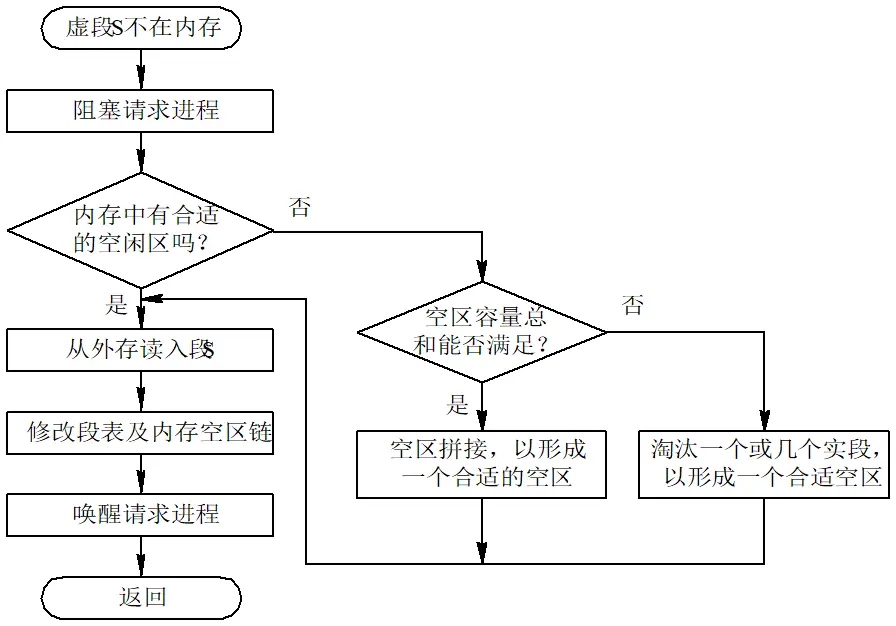 虚段S不在内存
阻塞请求进程
内存中有合适
的空闲区吗?
否
是
从外存读入段S
修改段表及内存空区链
唤醒请求进程
返回
空区容量总
和能否满足?
否
是
空区拼接，以形成
一个合适的空区
淘汰一个或几个实段，
以形成一个合适空区